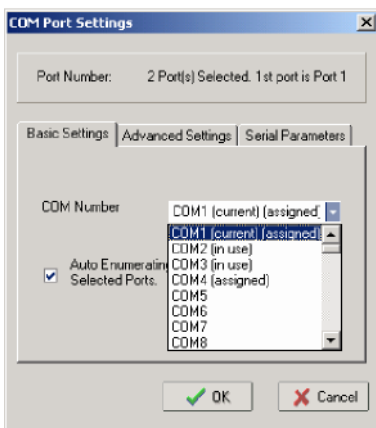 COM Port Settings
Port Number: 2 Port(s) Selected. 1st port is Port 1
Basic Settings Advanced Settings Serial Parameters
COM Number COM1 (current) (assigned)
COM1 (current) (assigned)
COM2 (in use)
Auto Enumerating COM3 (in use)
Selected Ports. COM4 (assigned)
COM5
COM6
COM7
COM8
OK Cancel